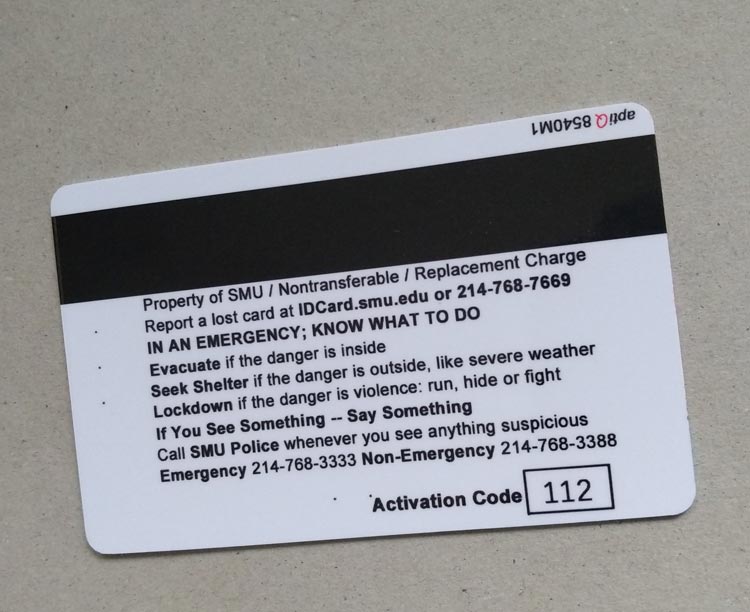 aptiQ 8540M1
Property of SMU / Nontransferable / Replacement Charge
Report a lost card at IDCard.smu.edu or 214-768-7669
IN AN EMERGENCY; KNOW WHAT TO DO
Evacuate if the danger is inside
Seek Shelter if the danger is outside, like severe weather
Lockdown if the danger is violence: run, hide or fight
If You See Something -- Say Something
Call SMU Police whenever you see anything suspicious
Emergency 214-768-3333 Non-Emergency 214-768-3388
Activation Code 112